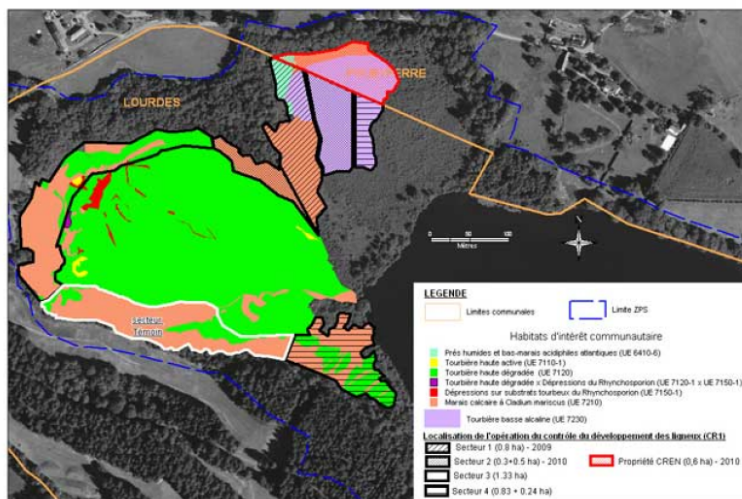 LOURDES
Secteur
Témoin
0 50 100
Mètres
LEGENDE
Limites communales
Limite ZPS
Habitats d'intérêt communautaire
Prés humides et bas-marais acidiphiles atlantiques (UE 6410-6)
Tourbière haute active (UE 7110-1)
Tourbière haute dégradée (UE 7120)
Tourbière haute dégradée x Dépressions du Rhynchosporion (UE 7120-1 x UE 7150-1)
Dépressions sur substrats tourbeux du Rhynchosporion (UE 7150-1)
Marais calcaire à Cladium mariscus (UE 7210)
Tourbière basse alcaline (UE 7230)
Localisation de l'opération du contrôle du développement des ligneux (CR1)
Secteur 1 (0.8 ha) - 2009
Secteur 2 (0.3+0.5 ha) - 2010
Propriété CREN (0,6 ha) - 2010
Secteur 3 (1.33 ha)
Secteur 4 (0.83 + 0.24 ha)